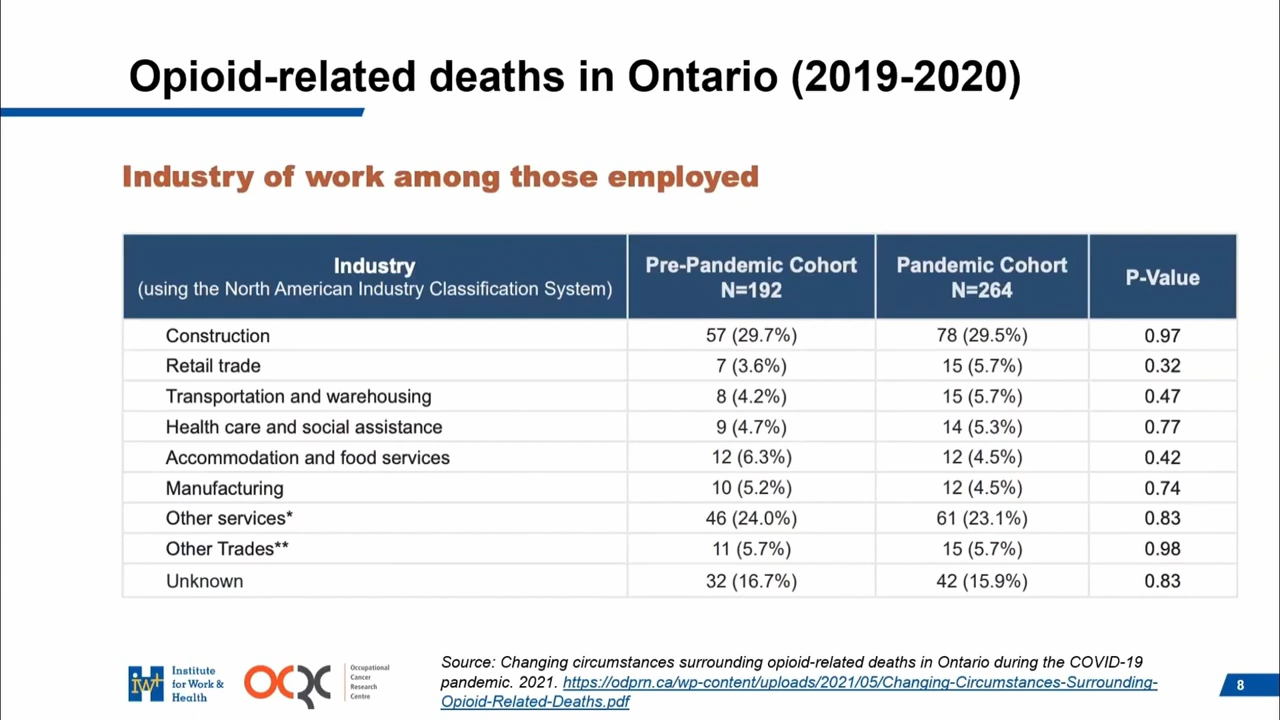 Opioid-related deaths in Ontario (2019-2020)
Industry of work among those employed
Industry
(using the North American Industry Classification System)
Pre-Pandemic Cohort
N=192
Pandemic Cohort
N=264
P-Value
Construction 57 (29.7%) 78 (29.5%) 0.97
Retail trade 7 (3.6%) 15 (5.7%) 0.32
Transportation and warehousing 8 (4.2%) 15 (5.7%) 0.47
Health care and social assistance 9 (4.7%) 14 (5.3%) 0.77
Accommodation and food services 12 (6.3%) 12 (4.5%) 0.42
Manufacturing 10 (5.2%) 12 (4.5%) 0.74
Other services* 46 (24.0%) 61 (23.1%) 0.83
Other Trades** 11 (5.7%) 15 (5.7%) 0.98
Unknown 32 (16.7%) 42 (15.9%) 0.83
iw+
Institute
for Work &
Health
OCRC
Occupational
Cancer
Research
Centre
Source: Changing circumstances surrounding opioid-related deaths in Ontario during the COVID-19
pandemic. 2021. https://odprn.ca/wp-content/uploads/2021/05/Changing-Circumstances-Surrounding-
Opioid-Related-Deaths.pdf
8